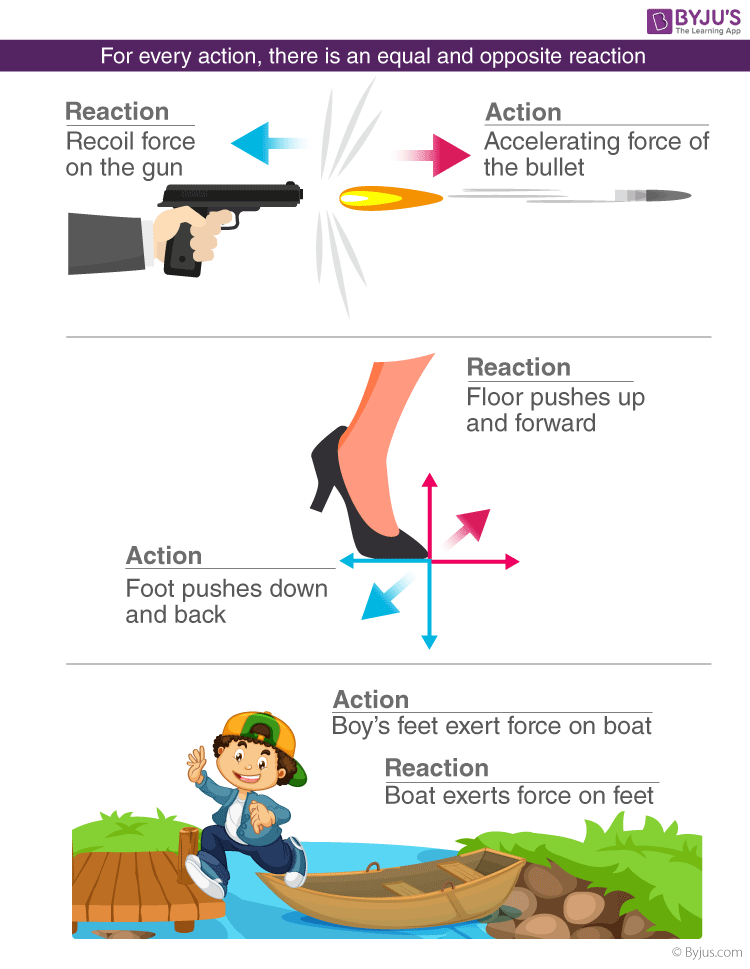 BYJU'S
The Learning App
For every action, there is an equal and opposite reaction
Reaction
Recoil force
on the gun
Action
Accelerating force of
the bullet
Reaction
Floor pushes up
and forward
Action
Foot pushes down
and back
Action
Boy's feet exert force on boat
Reaction
Boat exerts force on feet
© Byjus.com